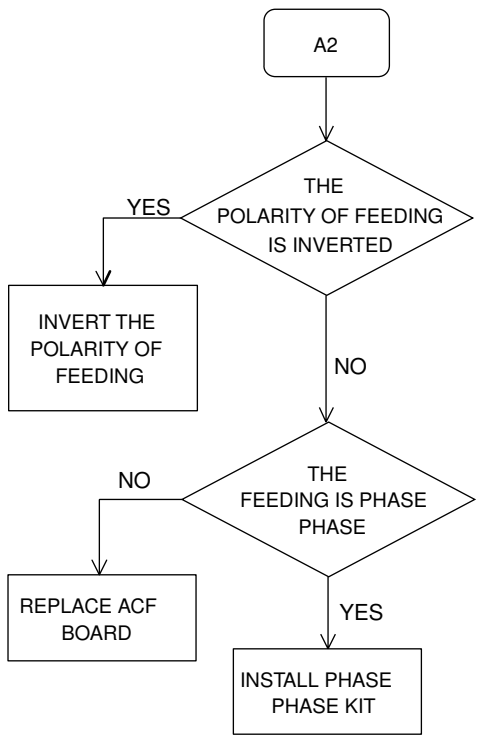 A2
THE
POLARITY OF FEEDING
IS INVERTED
YES
INVERT THE
POLARITY OF
FEEDING
NO
THE
FEEDING IS PHASE
PHASE
NO
REPLACE ACF
BOARD
YES
INSTALL PHASE
PHASE KIT